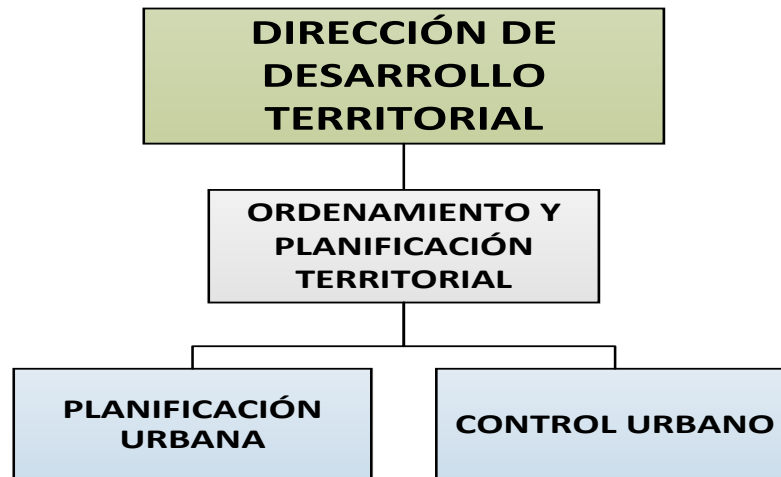 DIRECCIÓN DE
DESARROLLO
TERRITORIAL
ORDENAMIENTO Y
PLANIFICACIÓN
TERRITORIAL
PLANIFICACIÓN
URBANA
CONTROL URBANO